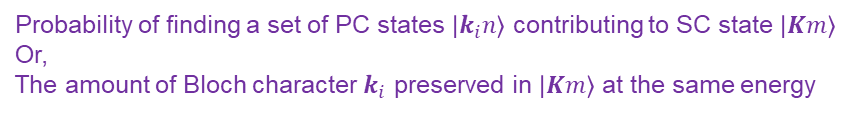 Probability of finding a set of PC states |𝒌ᵢn⟩ contributing to SC state |𝑲m⟩
Or,
The amount of Bloch character 𝒌ᵢ preserved in |𝑲m⟩ at the same energy